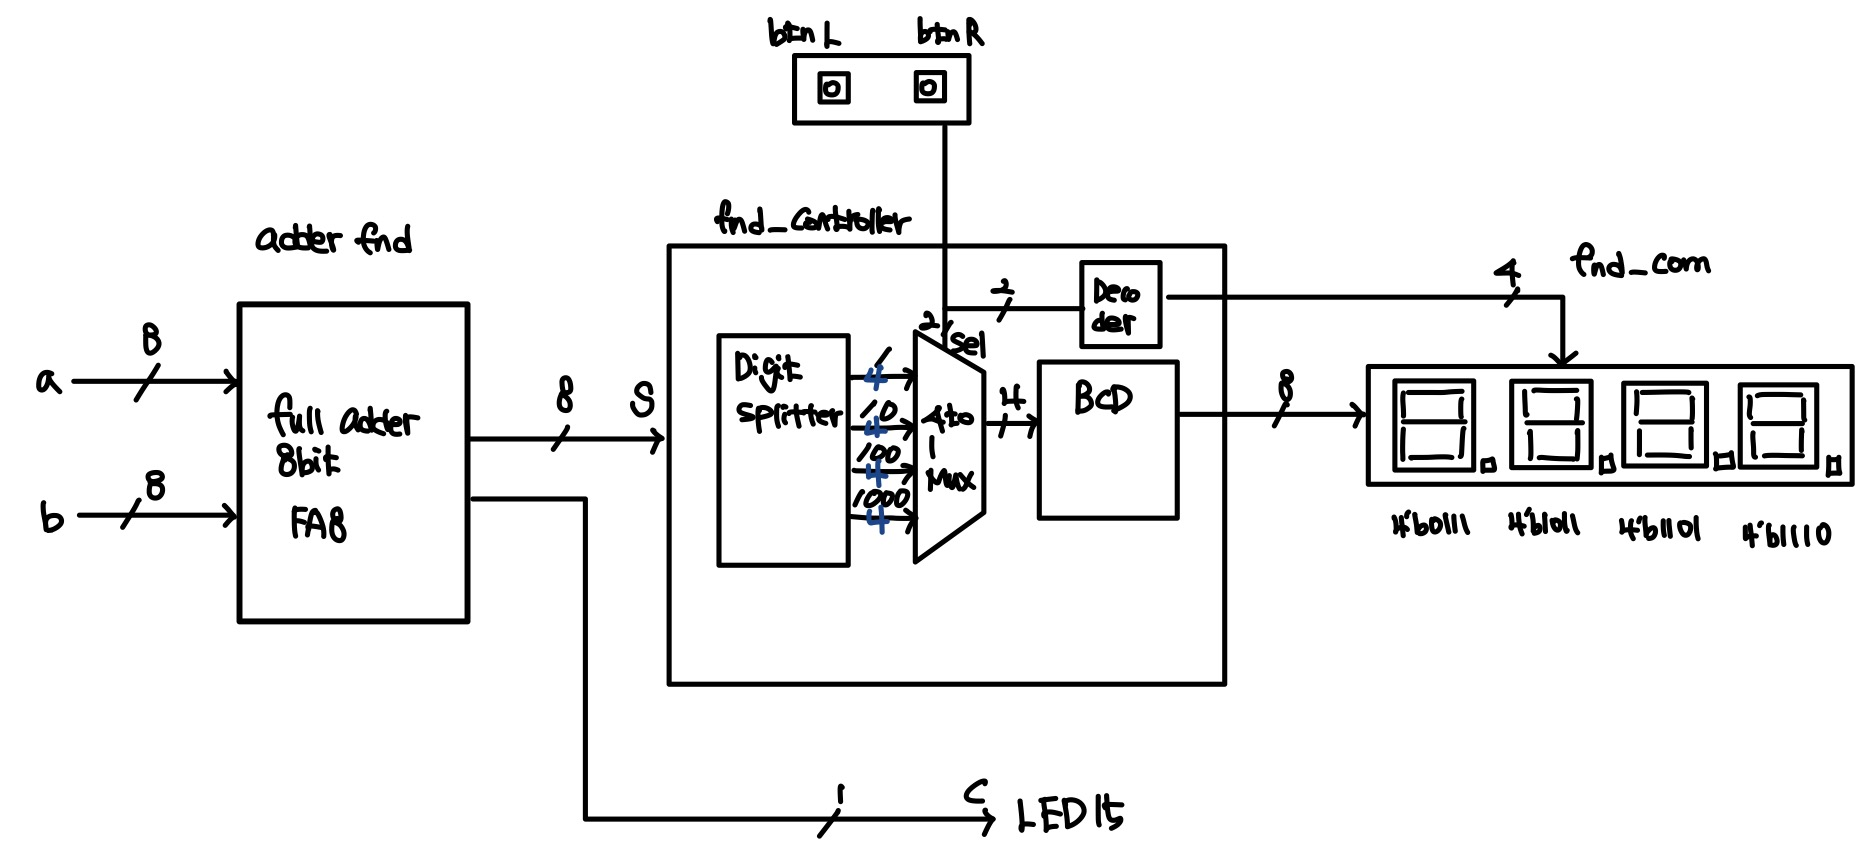 btn L
btn R
fnd_controller
adder fnd
4
fnd_com
2
Deco
der
2
sel
8
a
Digit
splitter
1
4
10
4
100
4
1000
4
4to
1
Mux
4
BCD
8
full adder
8bit
FA8
8
S
8
b
4'b0111
4'b1011
4'b1101
4'b1110
1
C
LED15